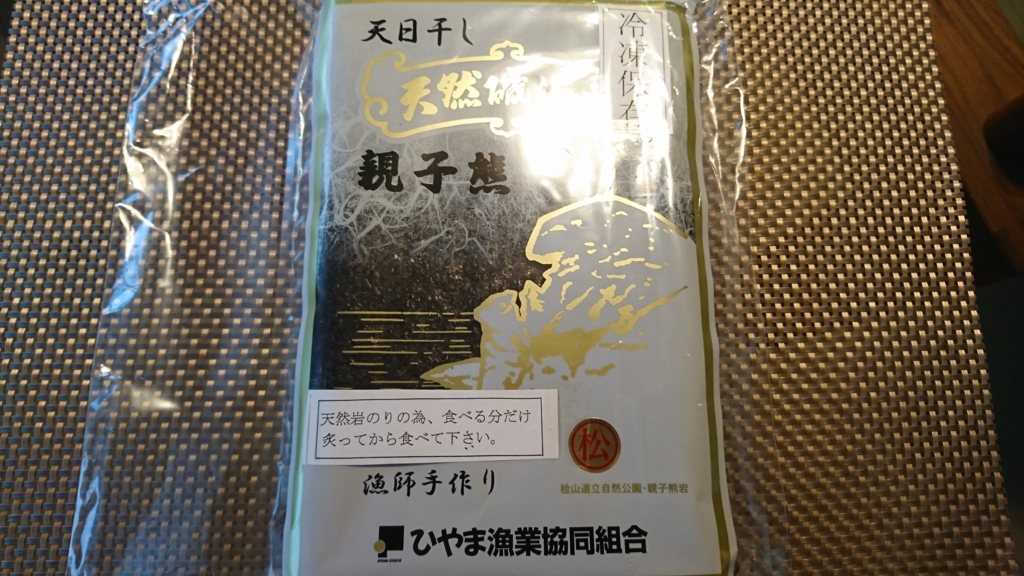 天日干し
冷凍保存
天然
親子熊
天然岩のりの為、食べる分だけ
炙ってから食べて下さい。
松
漁師手作り
桧山道立自然公園・親子熊岩
ひやま漁業協同組合